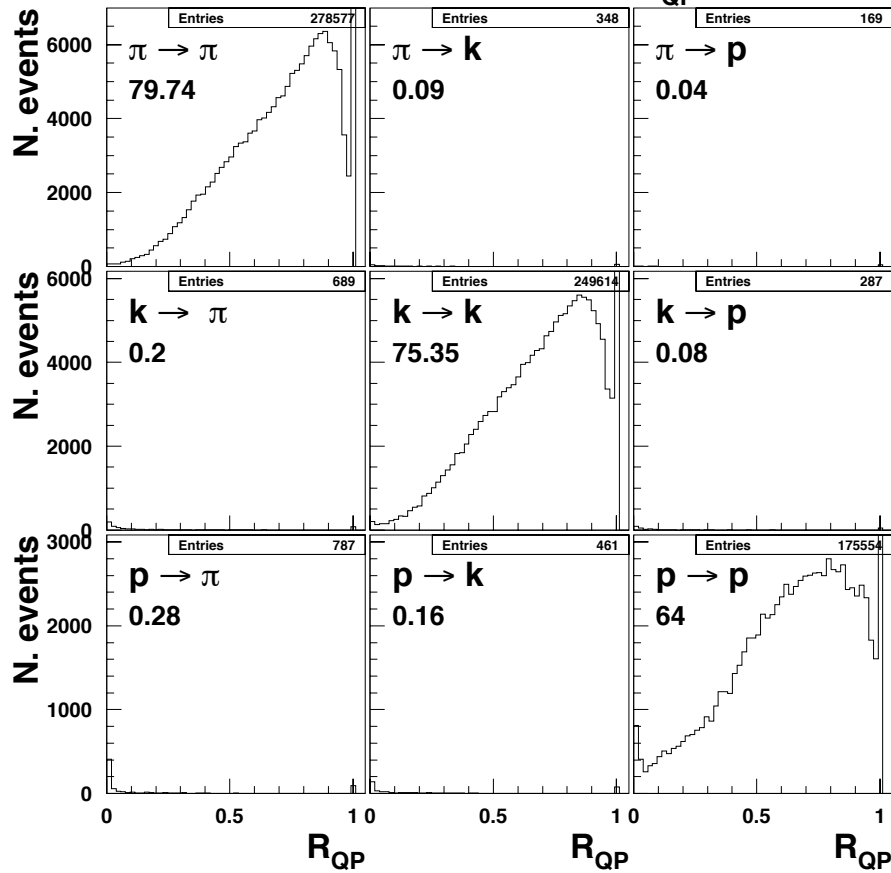 QP
N. events
6000
4000
2000
0
Entries 278577
π → π
79.74
Entries 348
π → k
0.09
Entries 169
π → p
0.04
N. events
6000
4000
2000
0
Entries 689
k → π
0.2
Entries 249614
k → k
75.35
Entries 287
k → p
0.08
N. events
3000
2000
1000
0
Entries 787
p → π
0.28
Entries 461
p → k
0.16
Entries 175554
p → p
64
0 0.5 1 0 0.5 1 0 0.5 1
R_QP R_QP R_QP